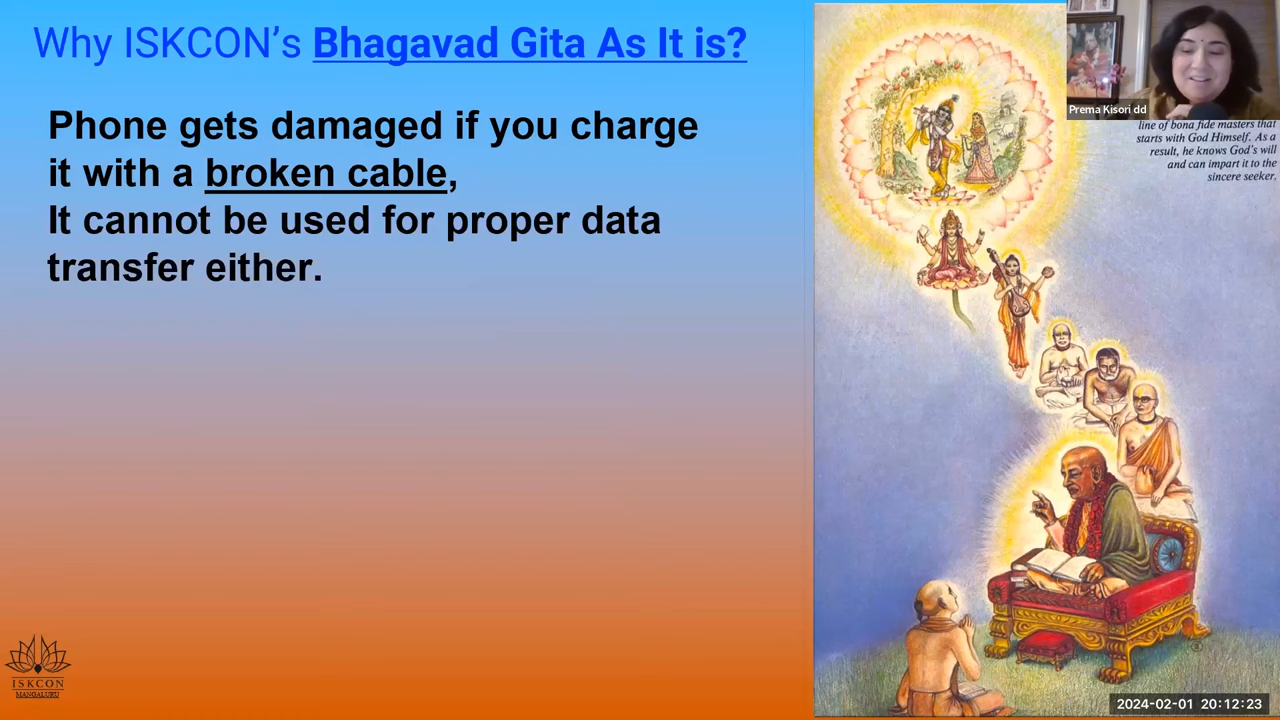 Why ISKCON's Bhagavad Gita As It is?
Phone gets damaged if you charge
it with a broken cable,
It cannot be used for proper data
transfer either.
Prema Kisori dd
line of bona fide masters that
starts with God Himself. As a
result, he knows God's will
and can impart it to the
sincere seeker.
ISKCON
MANGALURU
2024-02-01 20:12:23